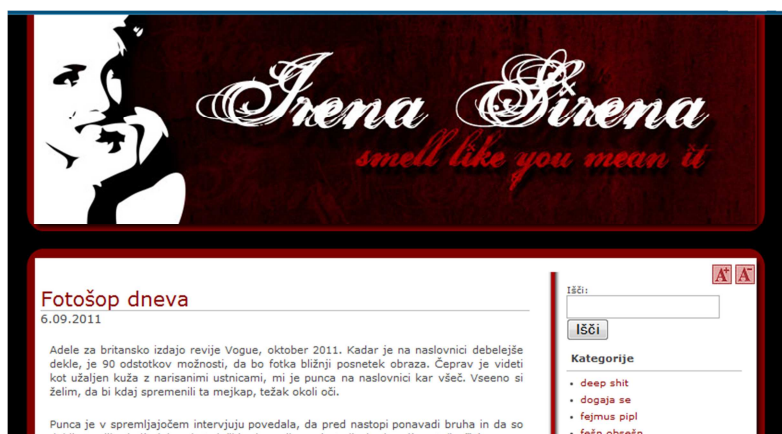 Irena Sirena
smell like you mean it
Fotošop dneva
6.09.2011
Adele za britansko izdajo revije Vogue, oktober 2011. Kadar je na naslovnici debelejše
dekle, je 90 odstotkov možnosti, da bo fotka bližnji posnetek obraza. Čeprav je videti
kot užaljen kuža z narisanimi ustnicami, mi je punca na naslovnici kar všeč. Vseeno si
želim, da bi kdaj spremenili ta mejkap, težak okoli oči.
Punca je v spremljajočem intervjuju povedala, da pred nastopi ponavadi bruha in da so
A+ A-
Išči:
Išči
Kategorije
deep shit
dogaja se
fejmus pipl
fešn obsešn